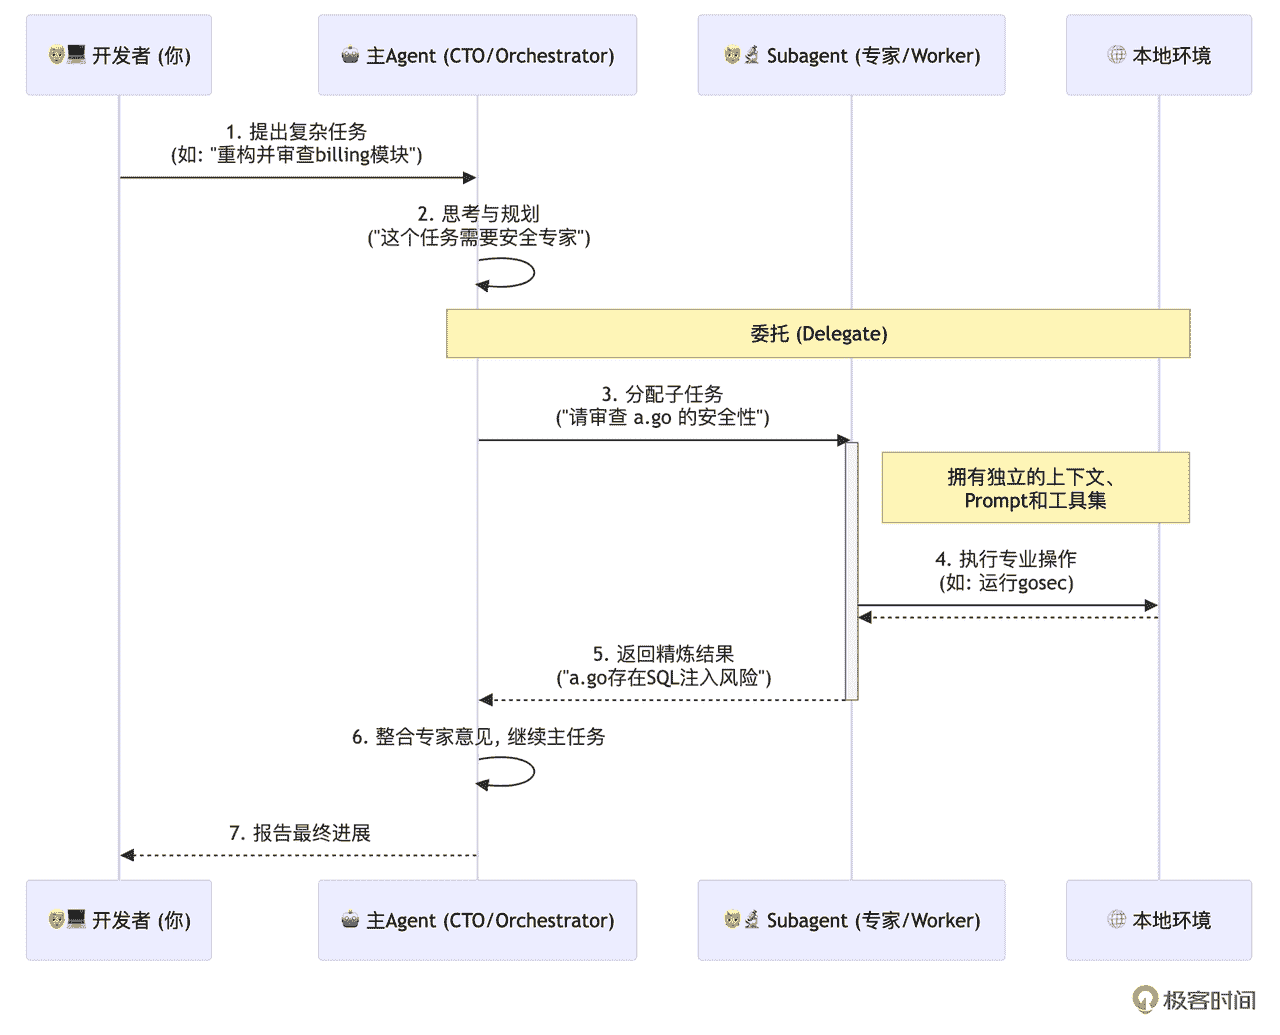 开发者 (你)
主Agent (CTO/Orchestrator)
Subagent (专家/Worker)
本地环境
1. 提出复杂任务
(如: "重构并审查billing模块")
2. 思考与规划
("这个任务需要安全专家")
委托 (Delegate)
3. 分配子任务
("请审查 a.go 的安全性")
拥有独立的上下文、
Prompt和工具集
4. 执行专业操作
(如: 运行gosec)
5. 返回精炼结果
("a.go存在SQL注入风险")
6. 整合专家意见, 继续主任务
7. 报告最终进展
开发者 (你)
主Agent (CTO/Orchestrator)
Subagent (专家/Worker)
本地环境
极客时间